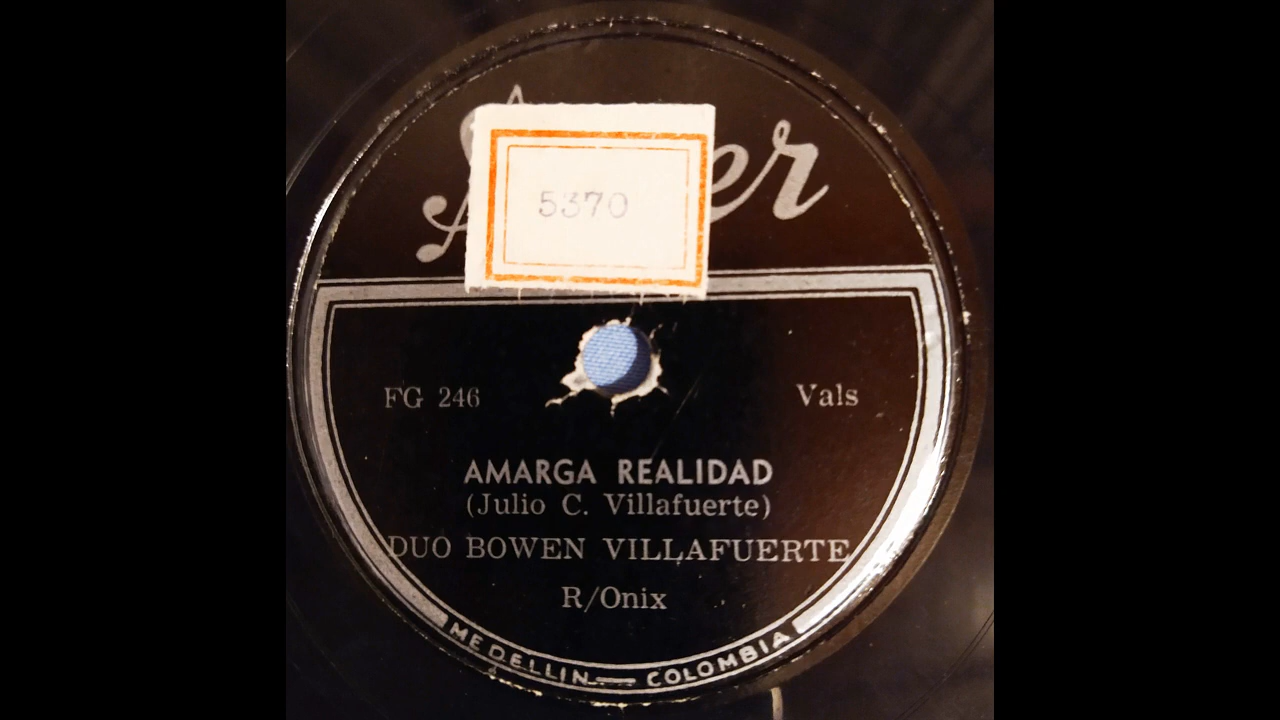 5370
FG 246
Vals
AMARGA REALIDAD
(Julio C. Villafuerte)
DUO BOWEN VILLAFUERTE
R/Onix
MEDELLIN — COLOMBIA